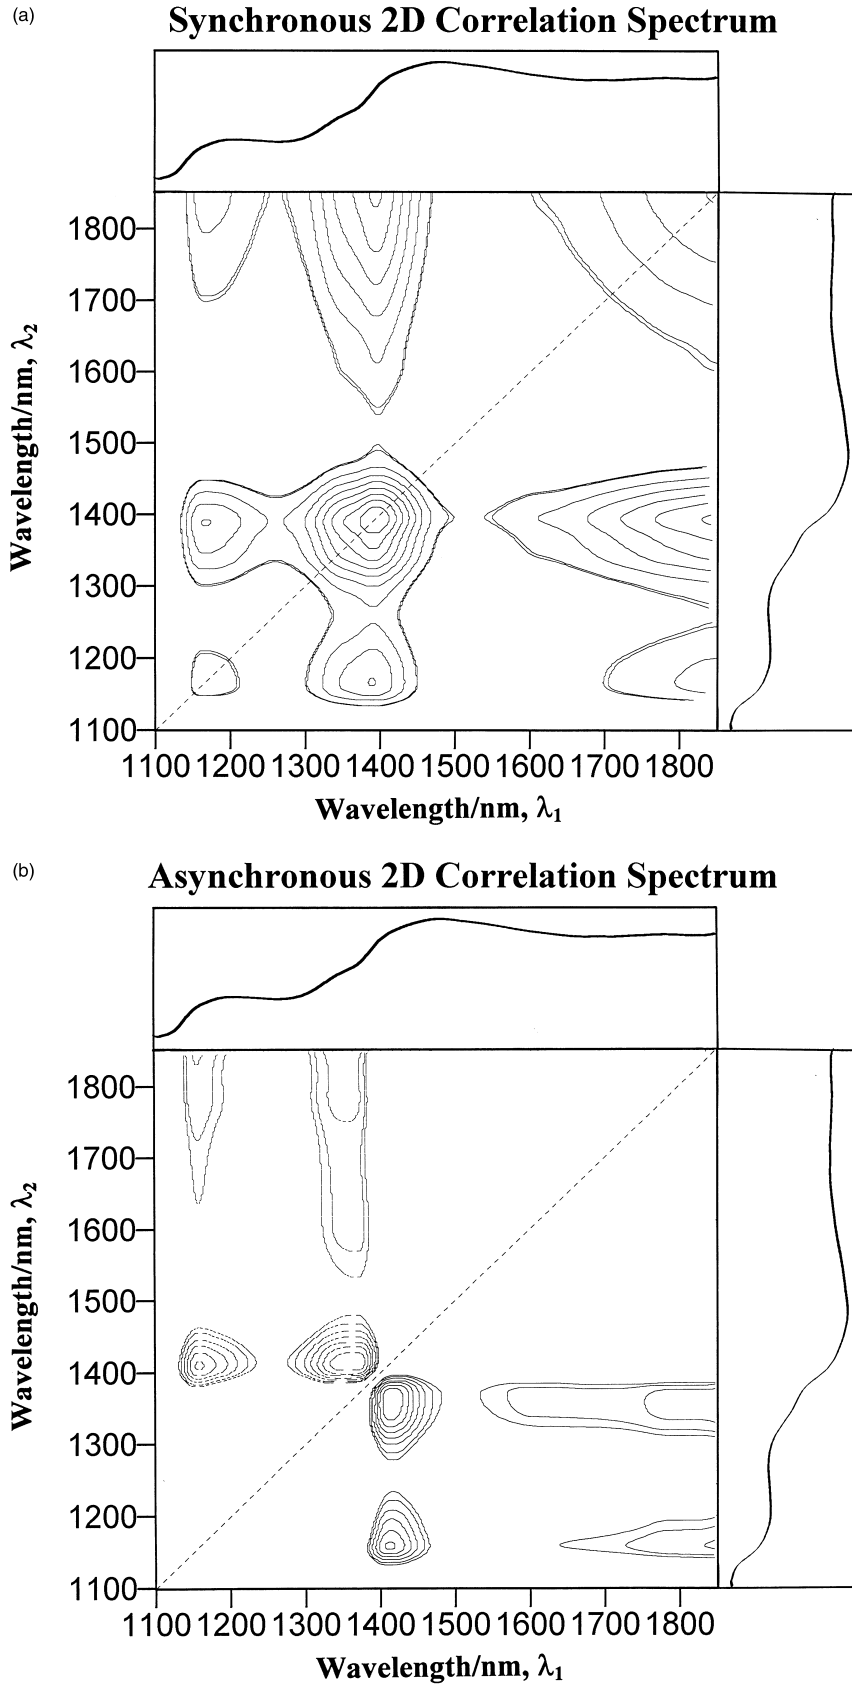 (a)
Synchronous 2D Correlation Spectrum
Wavelength/nm, λ2
1800
1700
1600
1500
1400
1300
1200
1100
1100 1200 1300 1400 1500 1600 1700 1800
Wavelength/nm, λ1
(b)
Asynchronous 2D Correlation Spectrum
Wavelength/nm, λ2
1800
1700
1600
1500
1400
1300
1200
1100
1100 1200 1300 1400 1500 1600 1700 1800
Wavelength/nm, λ1